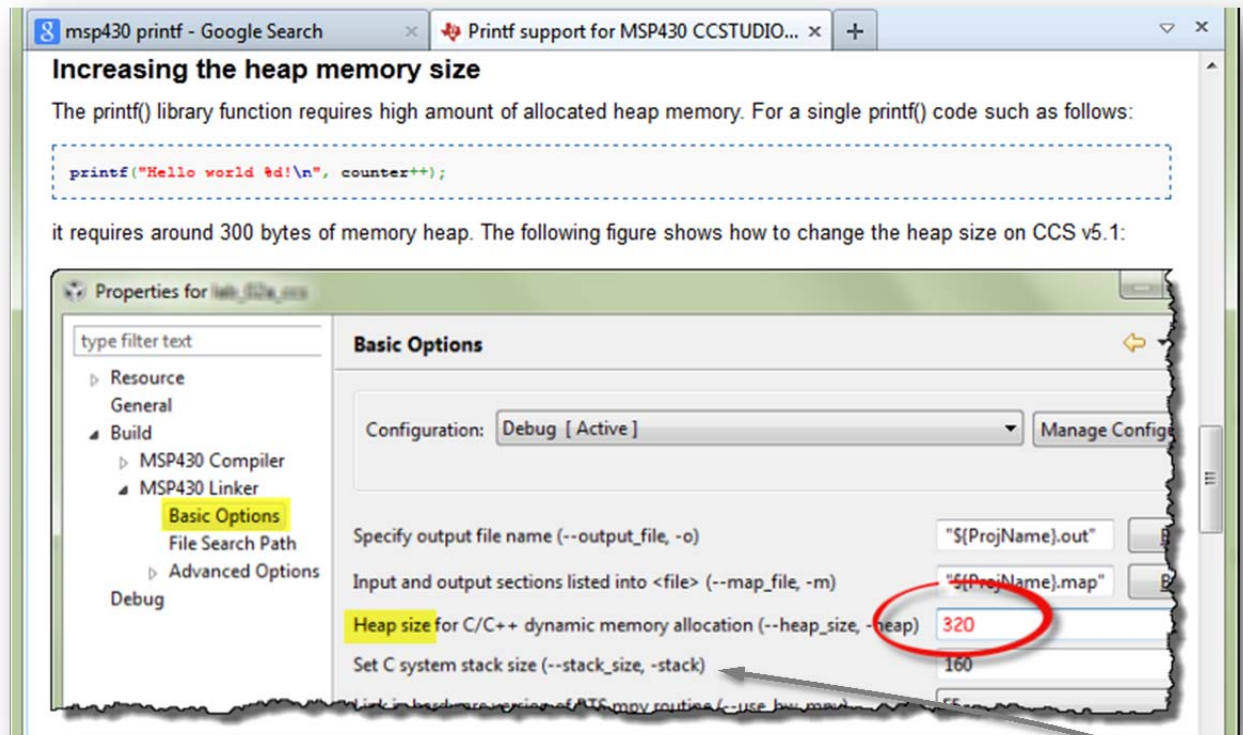 msp430 printf - Google Search
Printf support for MSP430 CCSTUDIO...
Increasing the heap memory size
The printf() library function requires high amount of allocated heap memory. For a single printf() code such as follows:
printf("Hello world %d!\n", counter++);
it requires around 300 bytes of memory heap. The following figure shows how to change the heap size on CCS v5.1:
Properties for
type filter text
Basic Options
Resource
General
Build
MSP430 Compiler
MSP430 Linker
Basic Options
File Search Path
Advanced Options
Debug
Configuration: Debug [ Active ]
Manage Config
Specify output file name (--output_file, -o) "${ProjName}.out"
Input and output sections listed into <file> (--map_file, -m) "${ProjName}.map"
Heap size for C/C++ dynamic memory allocation (--heap_size, -heap) 320
Set C system stack size (--stack_size, -stack) 160